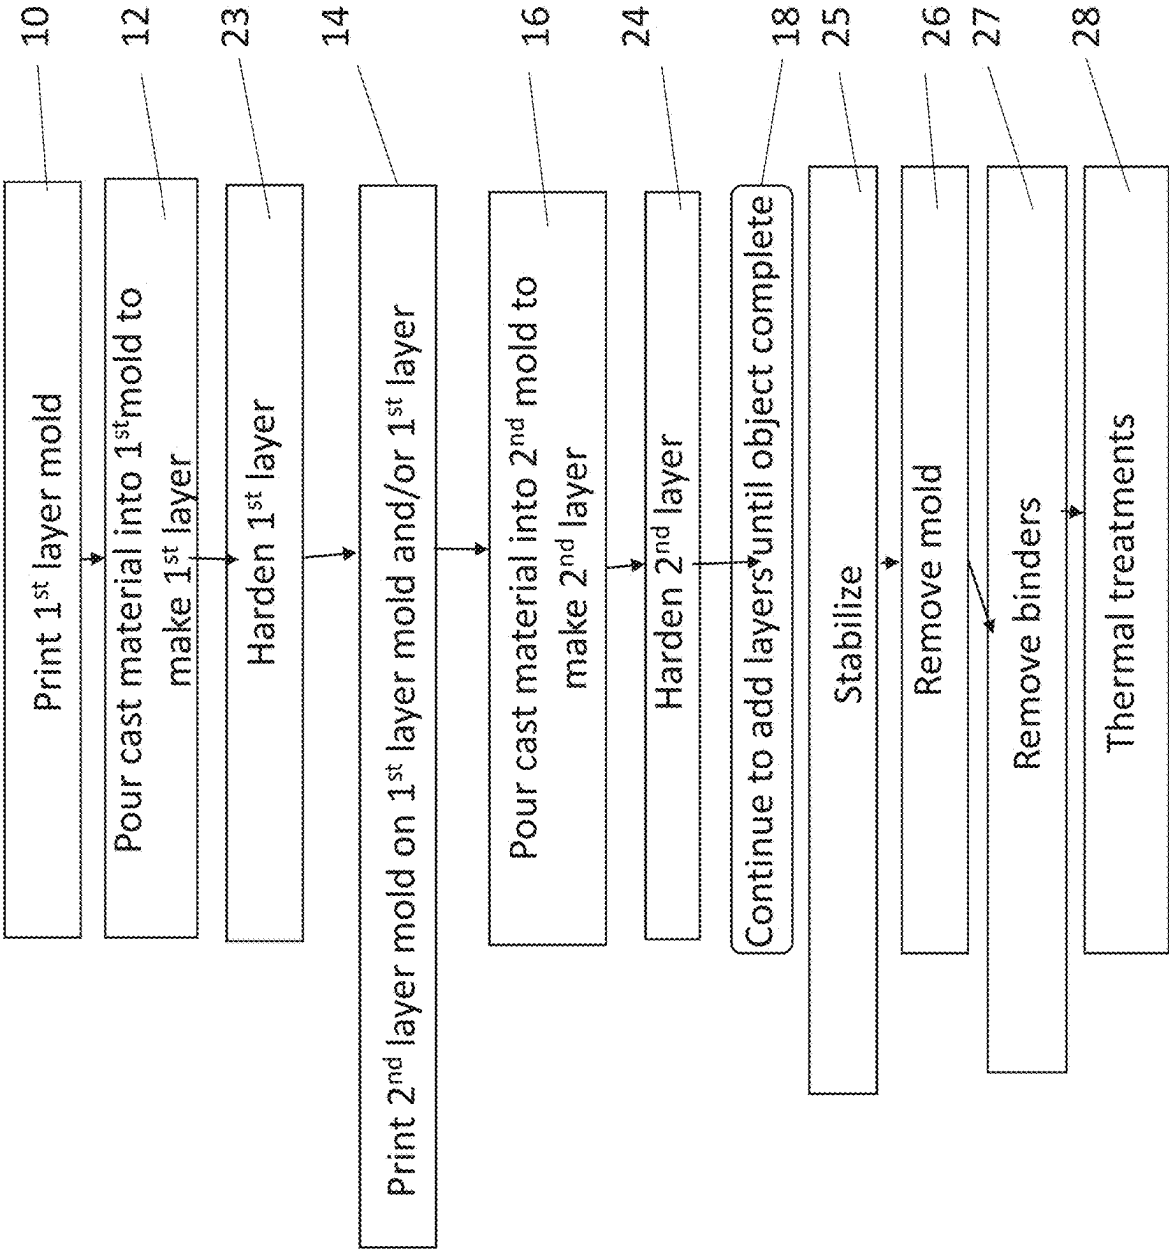 Print 1st layer mold
10
Pour cast material into 1st mold to
make 1st layer
12
Harden 1st layer
23
Print 2nd layer mold on 1st layer mold and/or 1st layer
14
Pour cast material into 2nd mold to
make 2nd layer
16
Harden 2nd layer
24
Continue to add layers until object complete
18
Stabilize
25
Remove mold
26
Remove binders
27
Thermal treatments
28